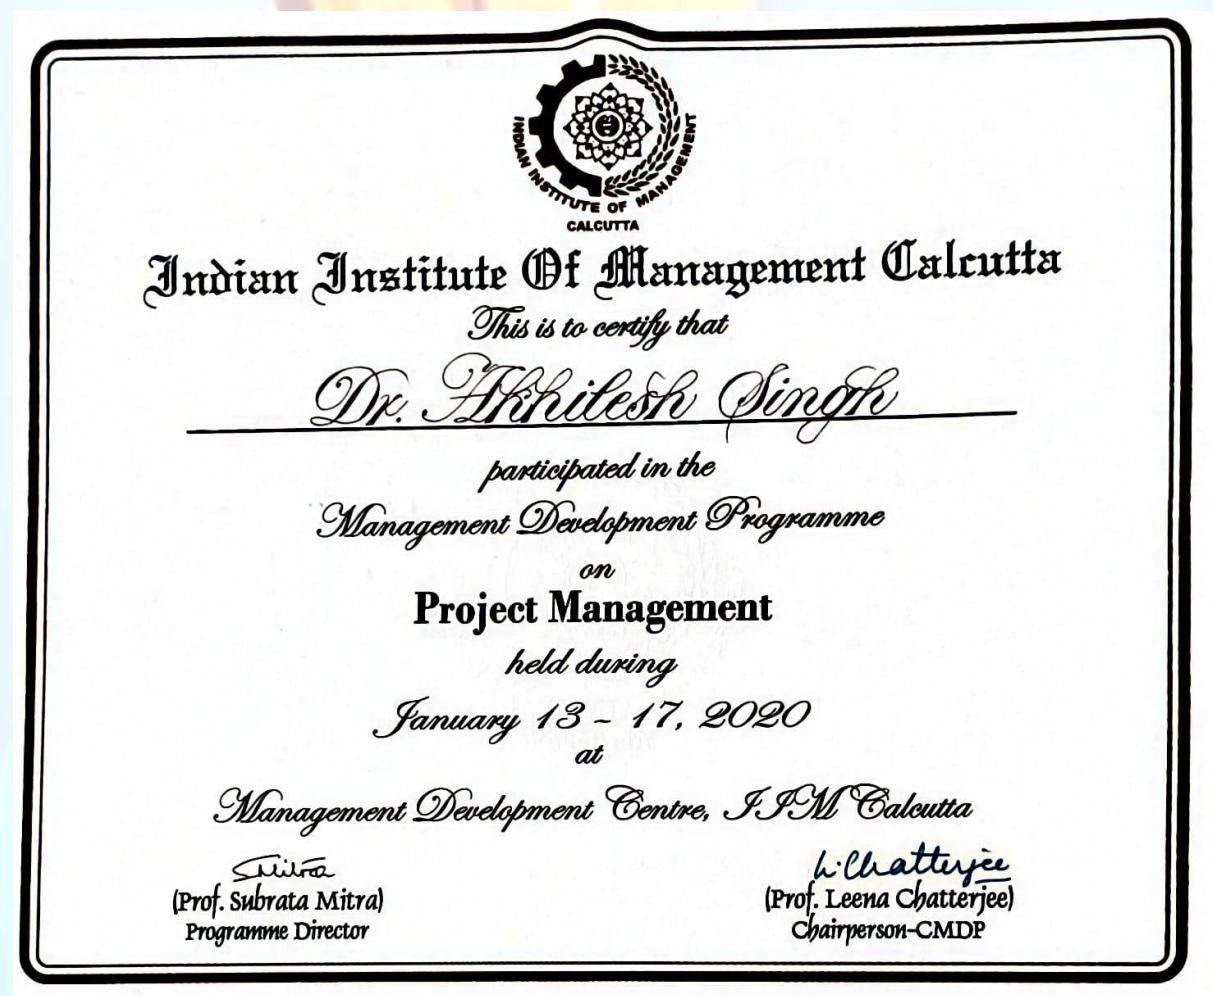 INDIAN INSTITUTE OF MANAGEMENT
CALCUTTA
Indian Institute Of Management Calcutta
This is to certify that
Dr. Akhilesh Singh
participated in the
Management Development Programme
on
Project Management
held during
January 13 - 17, 2020
at
Management Development Centre, IIM Calcutta
SMitra
L. Chatterjee
(Prof. Subrata Mitra)
(Prof. Leena Chatterjee)
Programme Director
Chairperson-CMDP